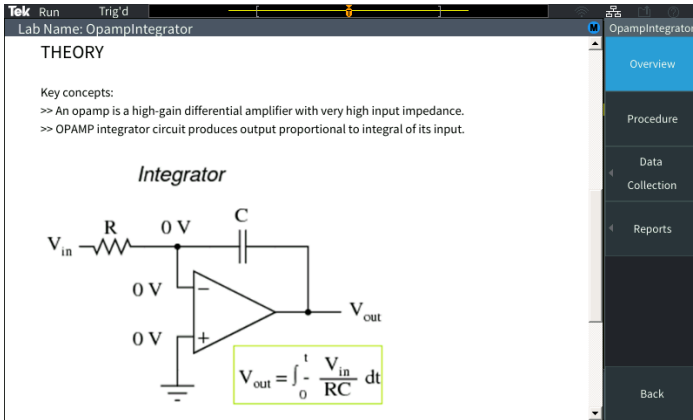 Tek Run Trig'd
Lab Name: OpampIntegrator
M
OpampIntegrator
THEORY
Key concepts:
>> An opamp is a high-gain differential amplifier with very high input impedance.
>> OPAMP integrator circuit produces output proportional to integral of its input.
Integrator
R 0 V C
Vin
0 V
0 V
Vout
Vout = ∫0t - Vin/RC dt
Overview
Procedure
Data
Collection
Reports
Back